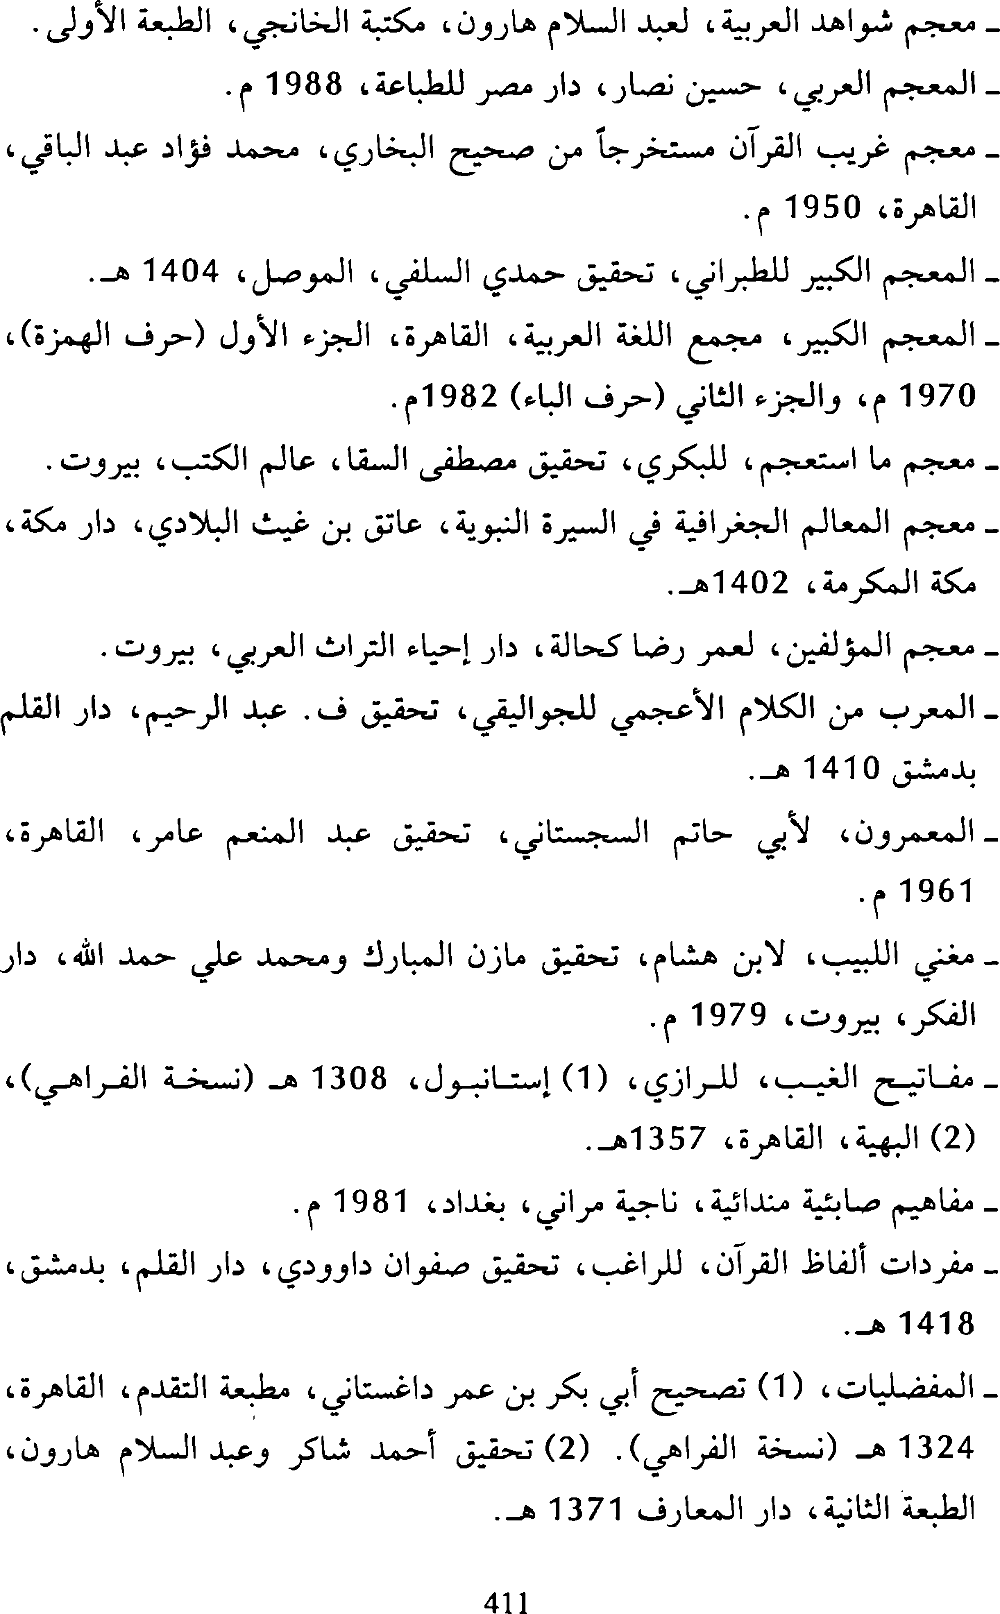 ـ معجم شواهد العربية، لعبد السلام هارون، مكتبة الخانجي، الطبعة الأولى.
ـ المعجم العربي، حسين نصار، دار مصر للطباعة، 1988 م.
ـ معجم غريب القرآن مستخرجاً من صحيح البخاري، محمد فؤاد عبد الباقي،
القاهرة، 1950 م.
ـ المعجم الكبير للطبراني، تحقيق حمدي السلفي، الموصل، 1404 هـ.
ـ المعجم الكبير، مجمع اللغة العربية، القاهرة، الجزء الأول (حرف الهمزة)،
1970 م، والجزء الثاني (حرف الباء) 1982م.
ـ معجم ما استعجم، للبكري، تحقيق مصطفى السقا، عالم الكتب، بيروت.
ـ معجم المعالم الجغرافية في السيرة النبوية، عاتق بن غيث البلادي، دار مكة،
مكة المكرمة، 1402هـ.
ـ معجم المؤلفين، لعمر رضا كحالة، دار إحياء التراث العربي، بيروت.
ـ المعرب من الكلام الأعجمي للجواليقي، تحقيق ف. عبد الرحيم، دار القلم
بدمشق 1410 هـ.
ـ المعمرون، لأبي حاتم السجستاني، تحقيق عبد المنعم عامر، القاهرة،
1961 م.
ـ مغني اللبيب، لابن هشام، تحقيق مازن المبارك ومحمد علي حمد الله، دار
الفكر، بيروت، 1979 م.
ـ مفـاتيـح الغيـب، للـرازي، (1) إستـانبـول، 1308 هـ (نسخـة الفـراهـي)،
(2) البهية، القاهرة، 1357هـ.
ـ مفاهيم صابئية مندائية، ناجية مراني، بغداد، 1981 م.
ـ مفردات ألفاظ القرآن، للراغب، تحقيق صفوان داوودي، دار القلم، بدمشق،
1418 هـ.
ـ المفضليات، (1) تصحيح أبي بكر بن عمر داغستاني، مطبعة التقدم، القاهرة،
1324 هـ (نسخة الفراهي). (2) تحقيق أحمد شاكر وعبد السلام هارون،
الطبعة الثانية، دار المعارف 1371 هـ.
411